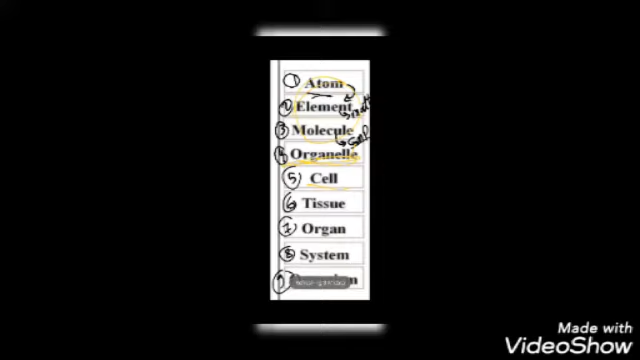 ① Atom
② Element
③ Molecule
④ Organelle
⑤ Cell
⑥ Tissue
⑦ Organ
⑧ System
⑨
Made with
VideoShow